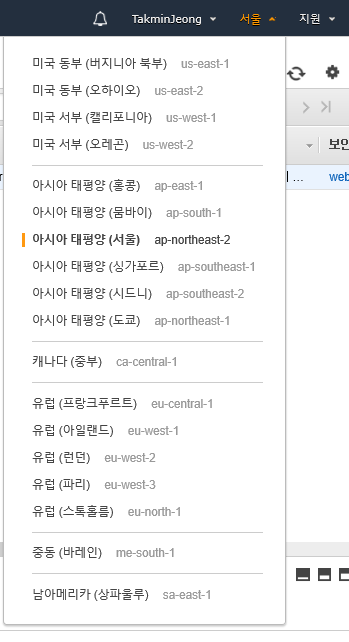 TakminJeong 서울 지원
미국 동부 (버지니아 북부) us-east-1
미국 동부 (오하이오) us-east-2
미국 서부 (캘리포니아) us-west-1
미국 서부 (오레곤) us-west-2
아시아 태평양 (홍콩) ap-east-1
아시아 태평양 (뭄바이) ap-south-1
아시아 태평양 (서울) ap-northeast-2
아시아 태평양 (싱가포르) ap-southeast-1
아시아 태평양 (시드니) ap-southeast-2
아시아 태평양 (도쿄) ap-northeast-1
캐나다 (중부) ca-central-1
유럽 (프랑크푸르트) eu-central-1
유럽 (아일랜드) eu-west-1
유럽 (런던) eu-west-2
유럽 (파리) eu-west-3
유럽 (스톡홀름) eu-north-1
중동 (바레인) me-south-1
남아메리카 (상파울루) sa-east-1
보안
web